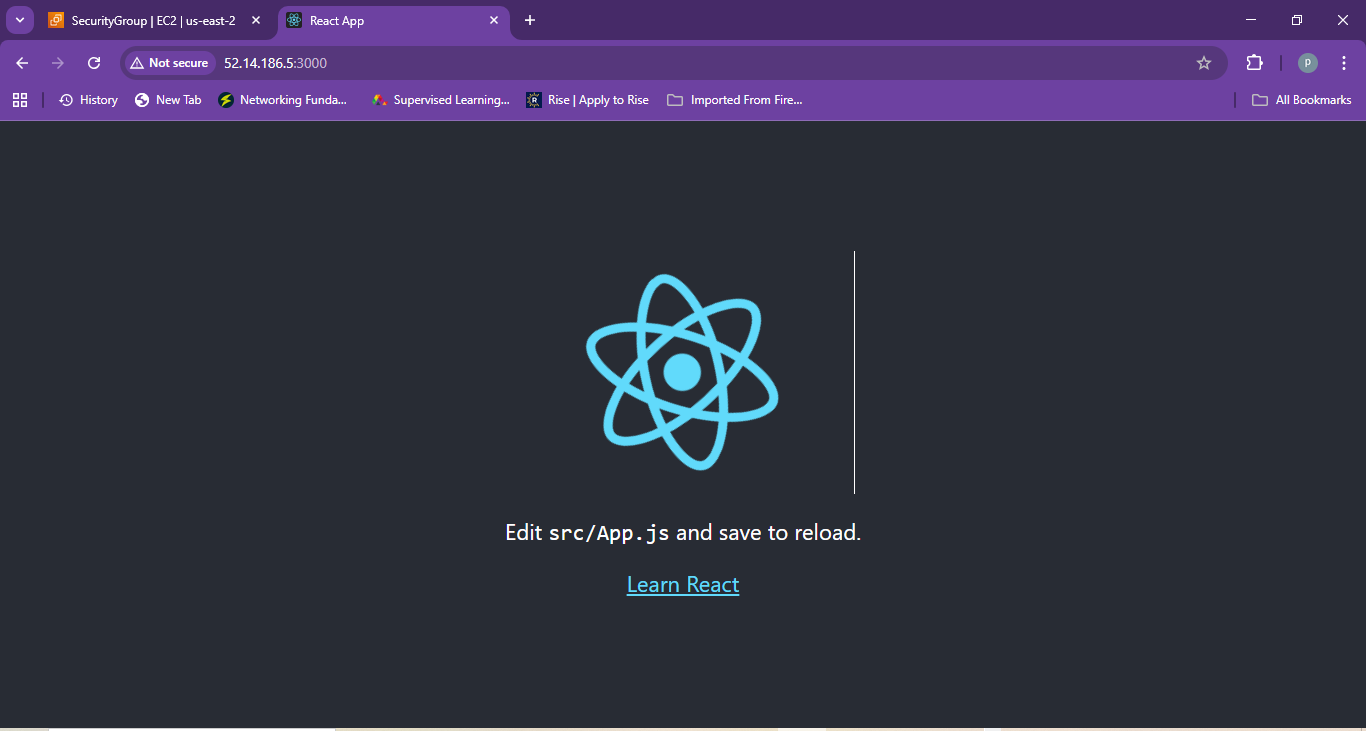 SecurityGroup | EC2 | us-east-2
React App
Not secure
52.14.186.5:3000
p
History
New Tab
Networking Funda...
Supervised Learning...
R
Rise | Apply to Rise
Imported From Fire...
All Bookmarks
Edit src/App.js and save to reload.
Learn React